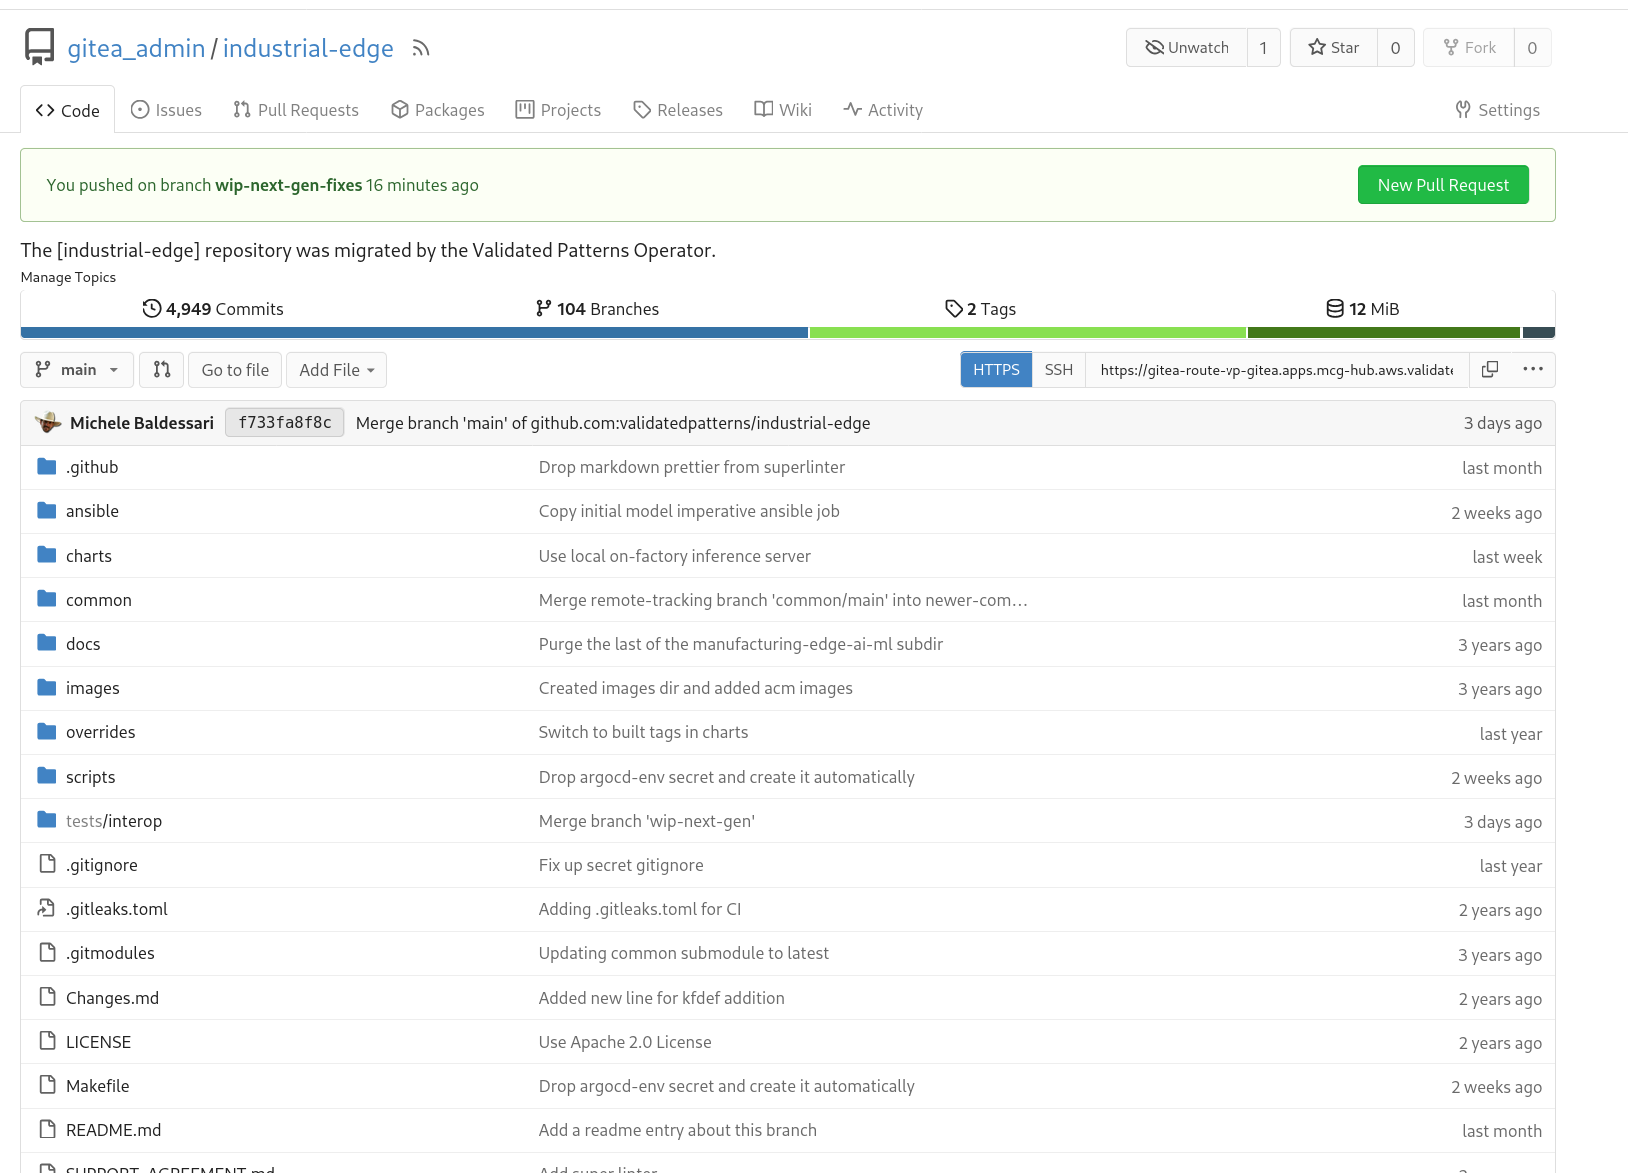 gitea_admin / industrial-edge
Unwatch 1 Star 0 Fork 0
Code Issues Pull Requests Packages Projects Releases Wiki Activity Settings
You pushed on branch wip-next-gen-fixes 16 minutes ago New Pull Request
The [industrial-edge] repository was migrated by the Validated Patterns Operator.
Manage Topics
4,949 Commits 104 Branches 2 Tags 12 MiB
main Go to file Add File HTTPS SSH https://gitea-route-vp-gitea.apps.mcg-hub.aws.validate
Michele Baldessari f733fa8f8c Merge branch 'main' of github.com:validatedpatterns/industrial-edge 3 days ago
.github Drop markdown prettier from superlinter last month
ansible Copy initial model imperative ansible job 2 weeks ago
charts Use local on-factory inference server last week
common Merge remote-tracking branch 'common/main' into newer-com… last month
docs Purge the last of the manufacturing-edge-ai-ml subdir 3 years ago
images Created images dir and added acm images 3 years ago
overrides Switch to built tags in charts last year
scripts Drop argocd-env secret and create it automatically 2 weeks ago
tests/interop Merge branch 'wip-next-gen' 3 days ago
.gitignore Fix up secret gitignore last year
.gitleaks.toml Adding .gitleaks.toml for CI 2 years ago
.gitmodules Updating common submodule to latest 3 years ago
Changes.md Added new line for kfdef addition 2 years ago
LICENSE Use Apache 2.0 License 2 years ago
Makefile Drop argocd-env secret and create it automatically 2 weeks ago
README.md Add a readme entry about this branch last month
SUPPORT_AGREEMENT.md Add super linter